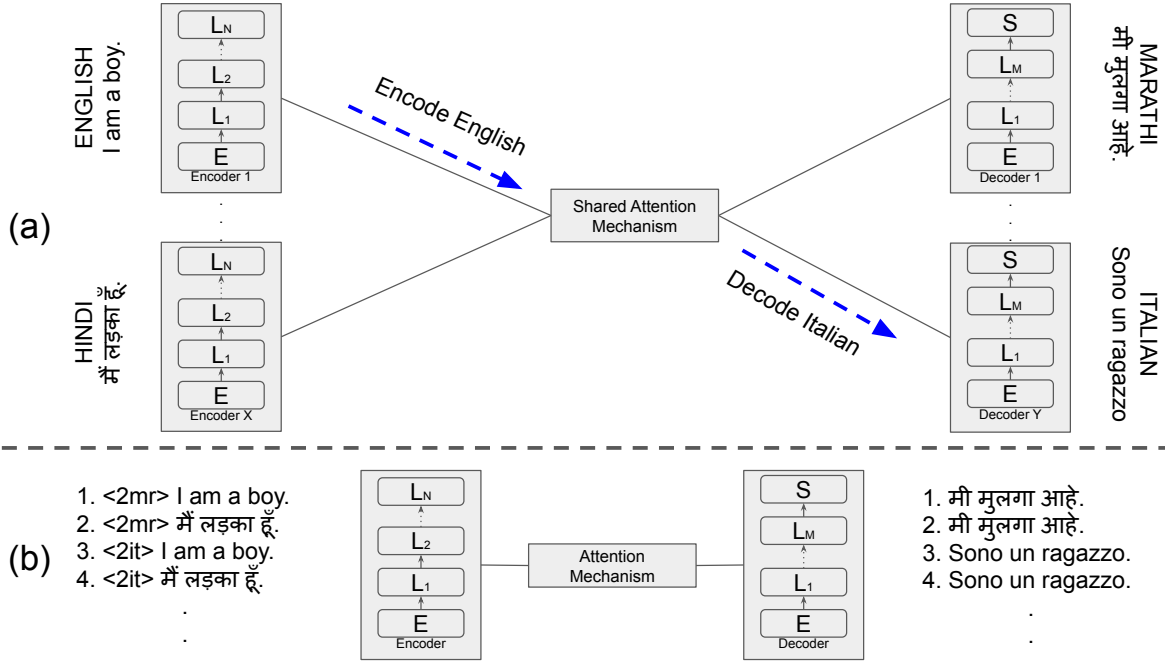 (a)
ENGLISH
I am a boy.
LN
L2
L1
E
Encoder 1
HINDI
मैं लड़का हूँ.
LN
L2
L1
E
Encoder X
Encode English
Shared Attention
Mechanism
Decode Italian
S
LM
L1
E
Decoder 1
MARATHI
मी मुलगा आहे.
S
LM
L1
E
Decoder Y
ITALIAN
Sono un ragazzo
(b)
1. <2mr> I am a boy.
2. <2mr> मैं लड़का हूँ.
3. <2it> I am a boy.
4. <2it> मैं लड़का हूँ.
.
.
LN
L2
L1
E
Encoder
Attention
Mechanism
S
LM
L1
E
Decoder
1. मी मुलगा आहे.
2. मी मुलगा आहे.
3. Sono un ragazzo.
4. Sono un ragazzo.
.
.